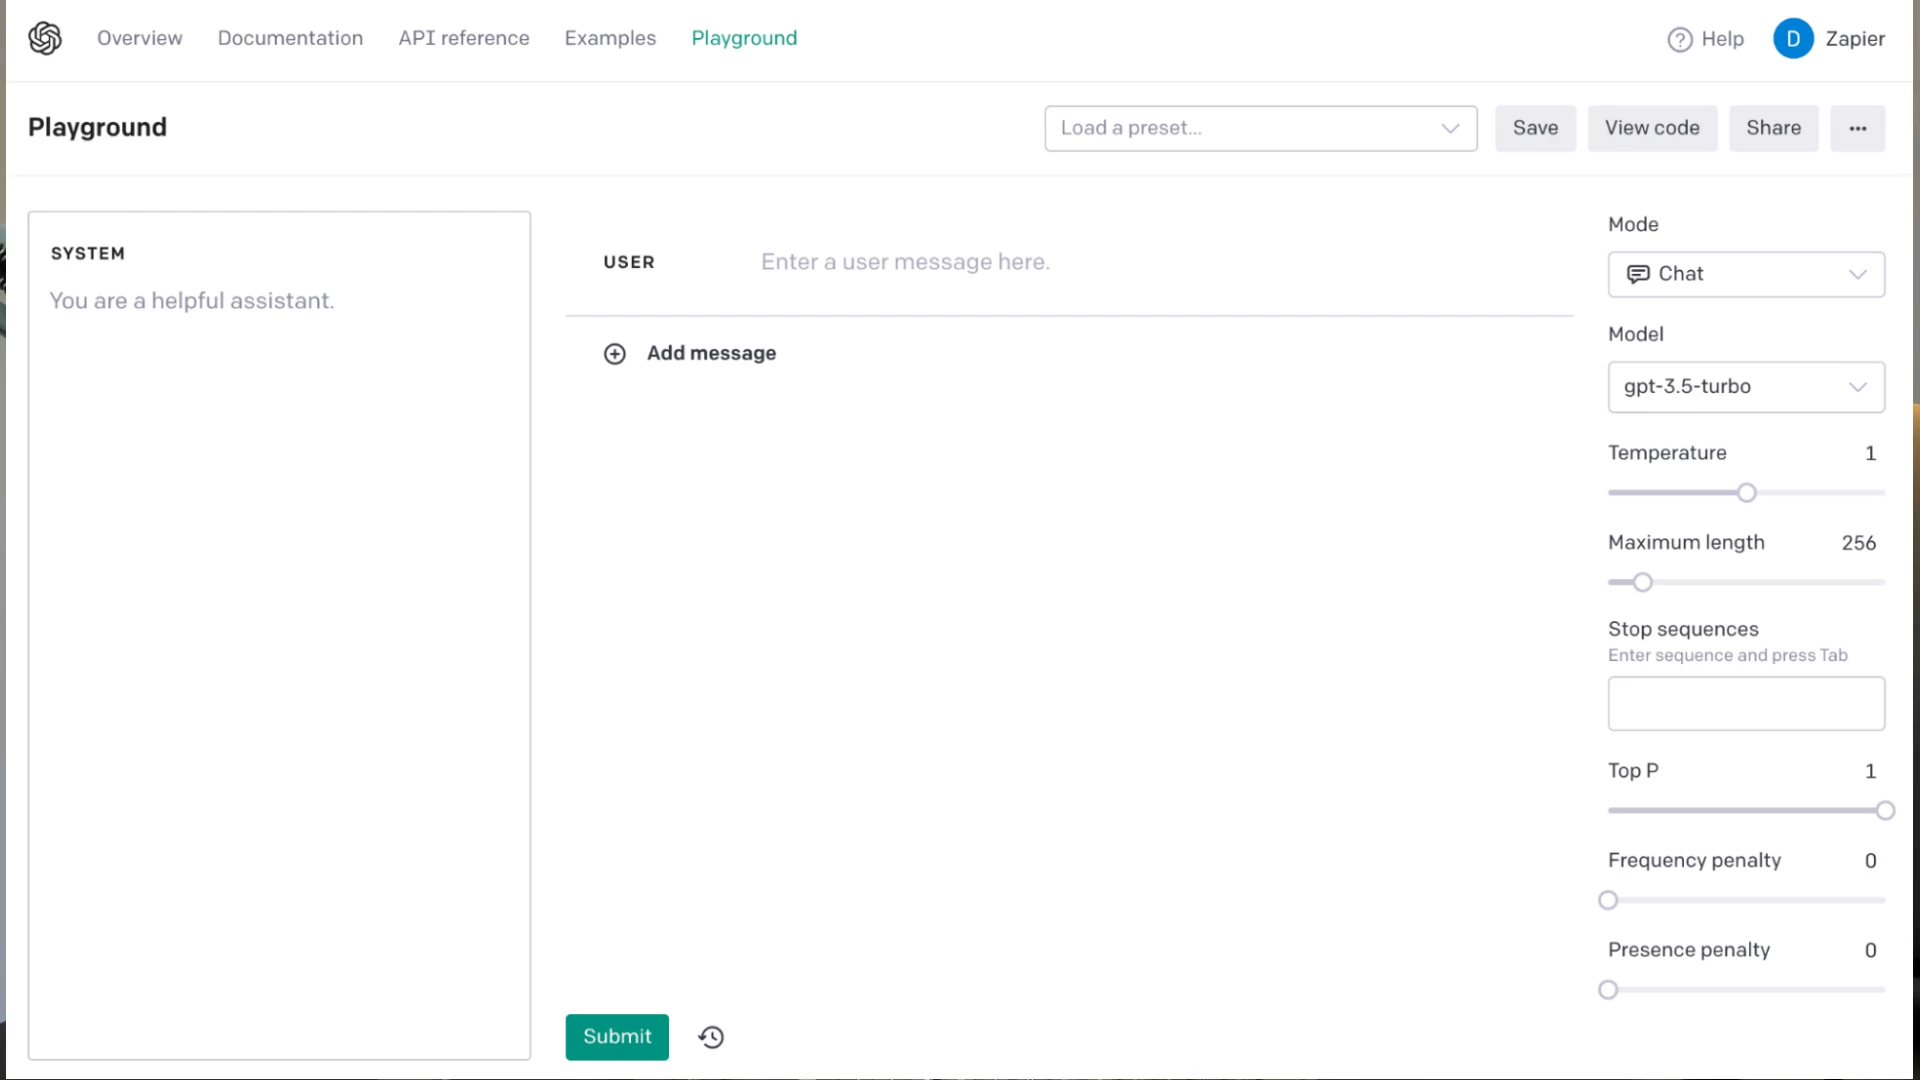 Overview Documentation API reference Examples Playground Help D Zapier
Playground
Load a preset... Save View code Share ...
SYSTEM
You are a helpful assistant.
USER Enter a user message here.
Add message
Submit
Mode
Chat
Model
gpt-3.5-turbo
Temperature 1
Maximum length 256
Stop sequences
Enter sequence and press Tab
Top P 1
Frequency penalty 0
Presence penalty 0